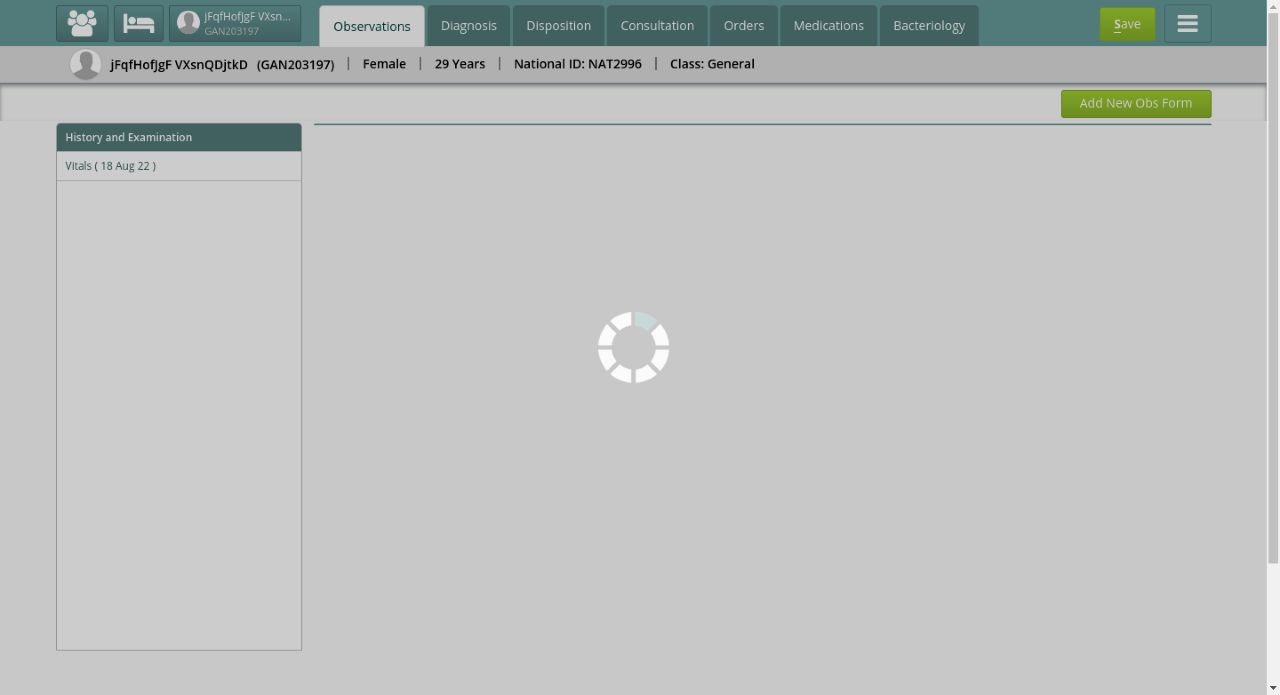 jFqfHofJgF VXsn...
GAN203197
Observations
Diagnosis
Disposition
Consultation
Orders
Medications
Bacteriology
Save
jFqfHofJgF VXsnQDjtkD (GAN203197) | Female | 29 Years | National ID: NAT2996 | Class: General
Add New Obs Form
History and Examination
Vitals ( 18 Aug 22 )